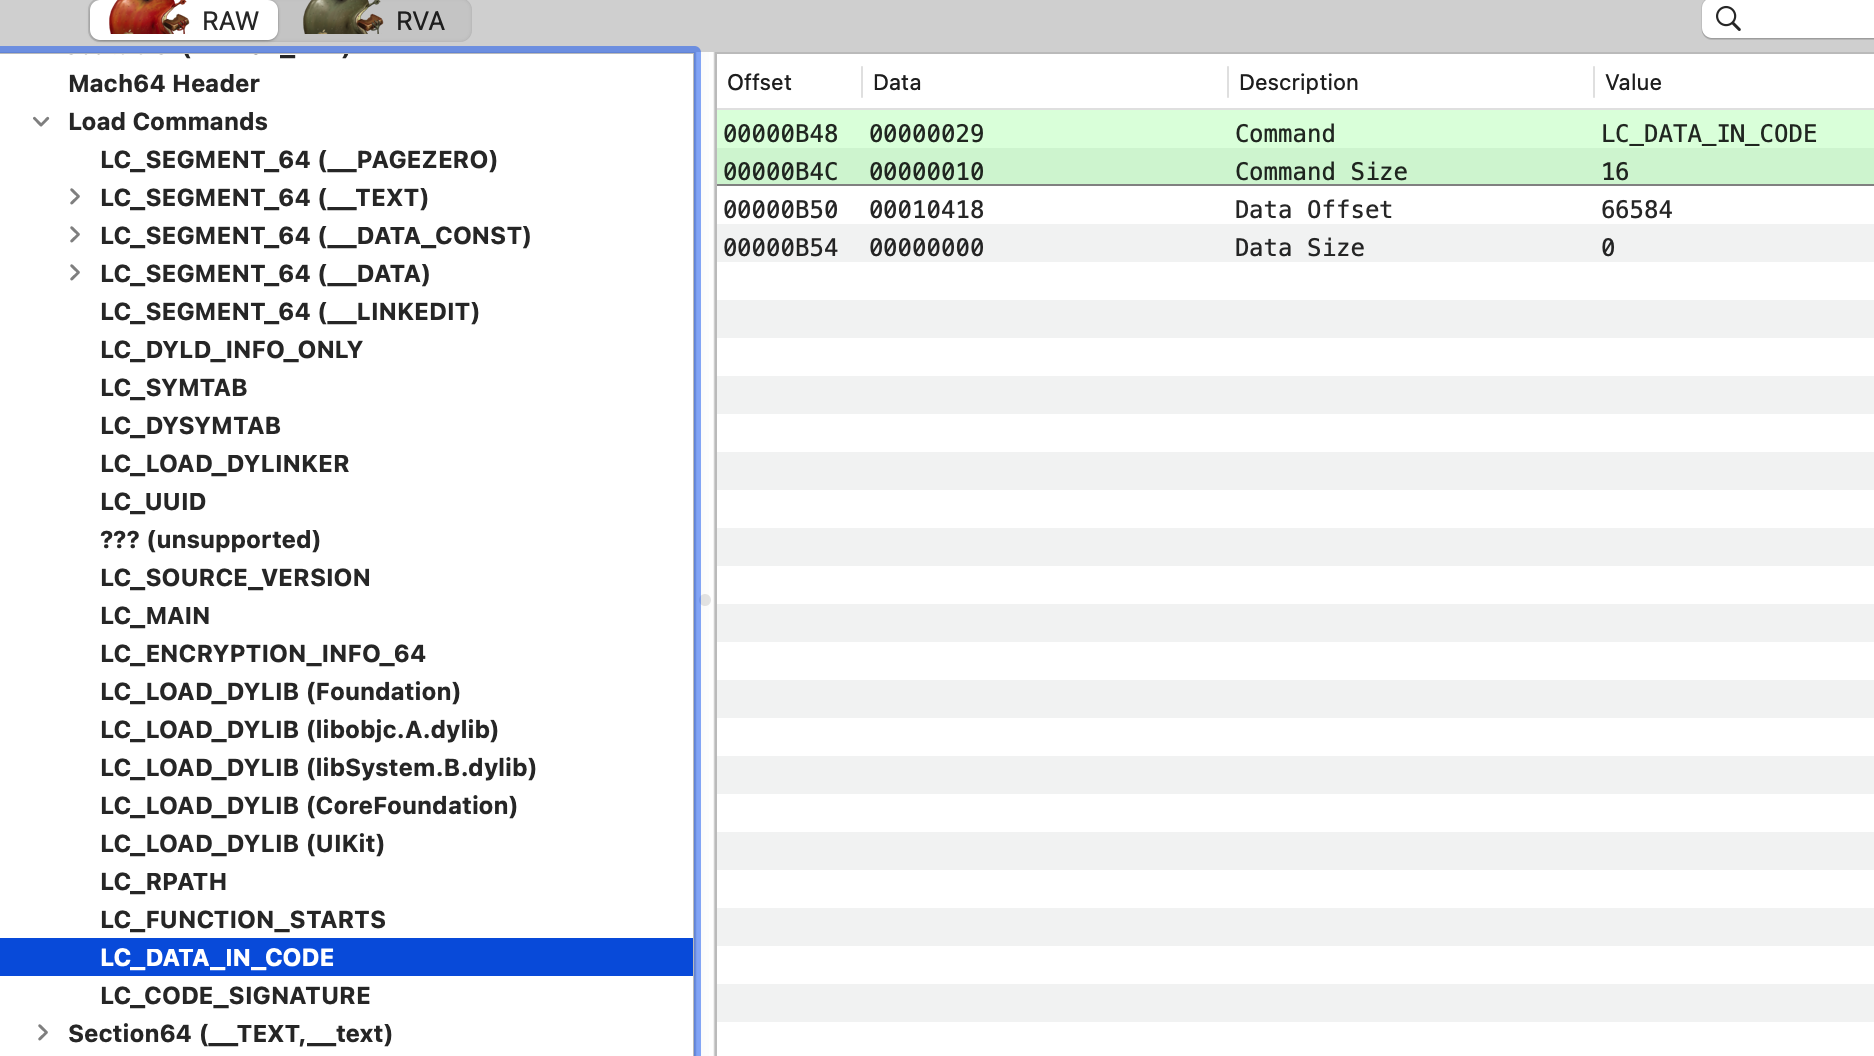 RAW RVA
Mach64 Header
Load Commands
LC_SEGMENT_64 (__PAGEZERO)
LC_SEGMENT_64 (__TEXT)
LC_SEGMENT_64 (__DATA_CONST)
LC_SEGMENT_64 (__DATA)
LC_SEGMENT_64 (__LINKEDIT)
LC_DYLD_INFO_ONLY
LC_SYMTAB
LC_DYSYMTAB
LC_LOAD_DYLINKER
LC_UUID
??? (unsupported)
LC_SOURCE_VERSION
LC_MAIN
LC_ENCRYPTION_INFO_64
LC_LOAD_DYLIB (Foundation)
LC_LOAD_DYLIB (libobjc.A.dylib)
LC_LOAD_DYLIB (libSystem.B.dylib)
LC_LOAD_DYLIB (CoreFoundation)
LC_LOAD_DYLIB (UIKit)
LC_RPATH
LC_FUNCTION_STARTS
LC_DATA_IN_CODE
LC_CODE_SIGNATURE
Section64 (__TEXT,__text)
Offset Data Description Value
00000B48 00000029 Command LC_DATA_IN_CODE
00000B4C 00000010 Command Size 16
00000B50 00010418 Data Offset 66584
00000B54 00000000 Data Size 0